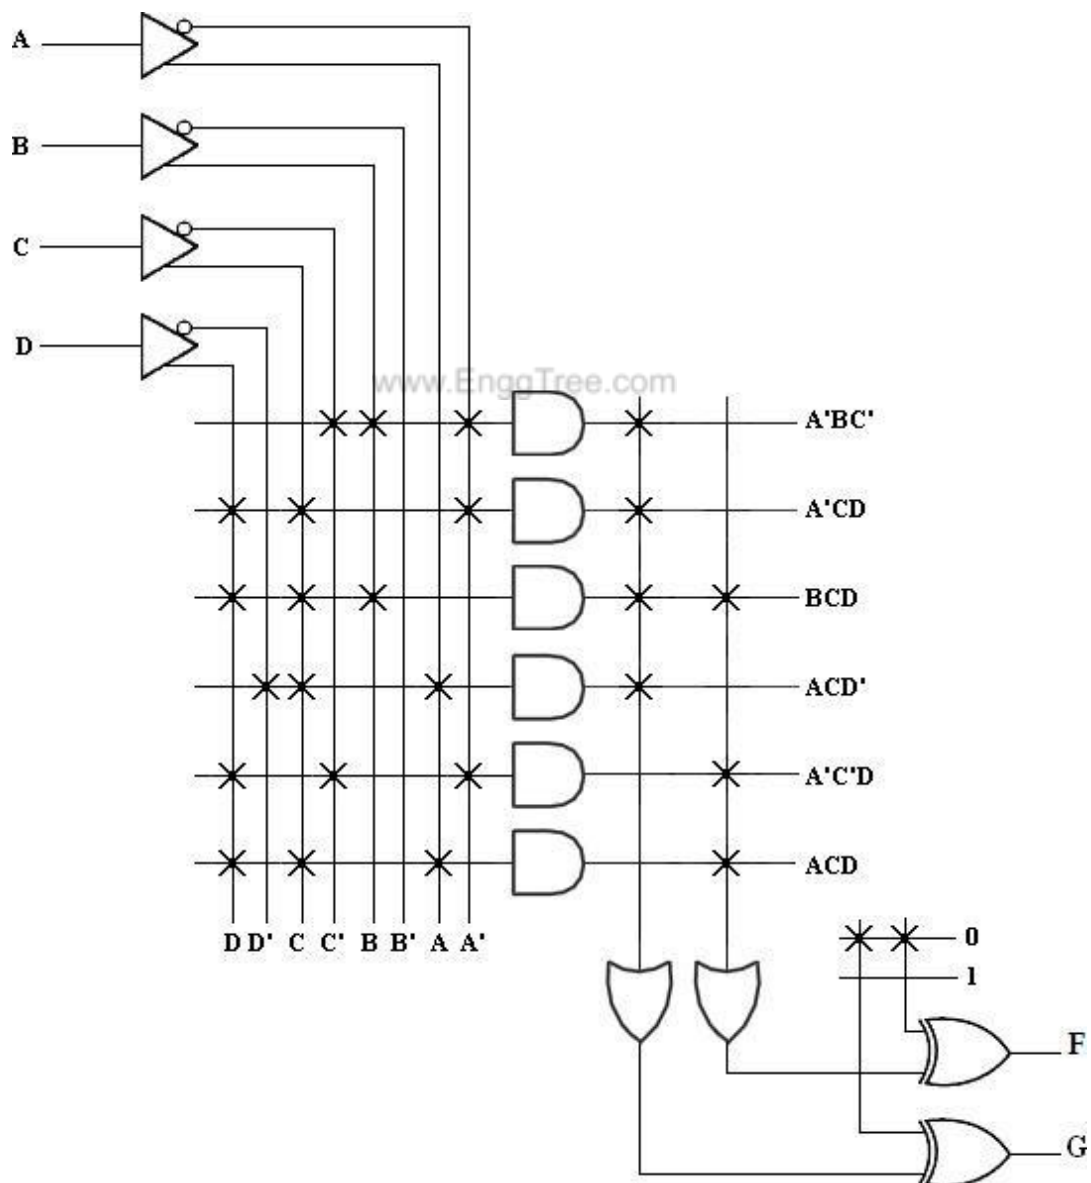 A
B
C
D
www.EnggTree.com
A'BC'
A'CD
BCD
ACD'
A'C'D
ACD
D D' C C' B B' A A'
0
1
F
G